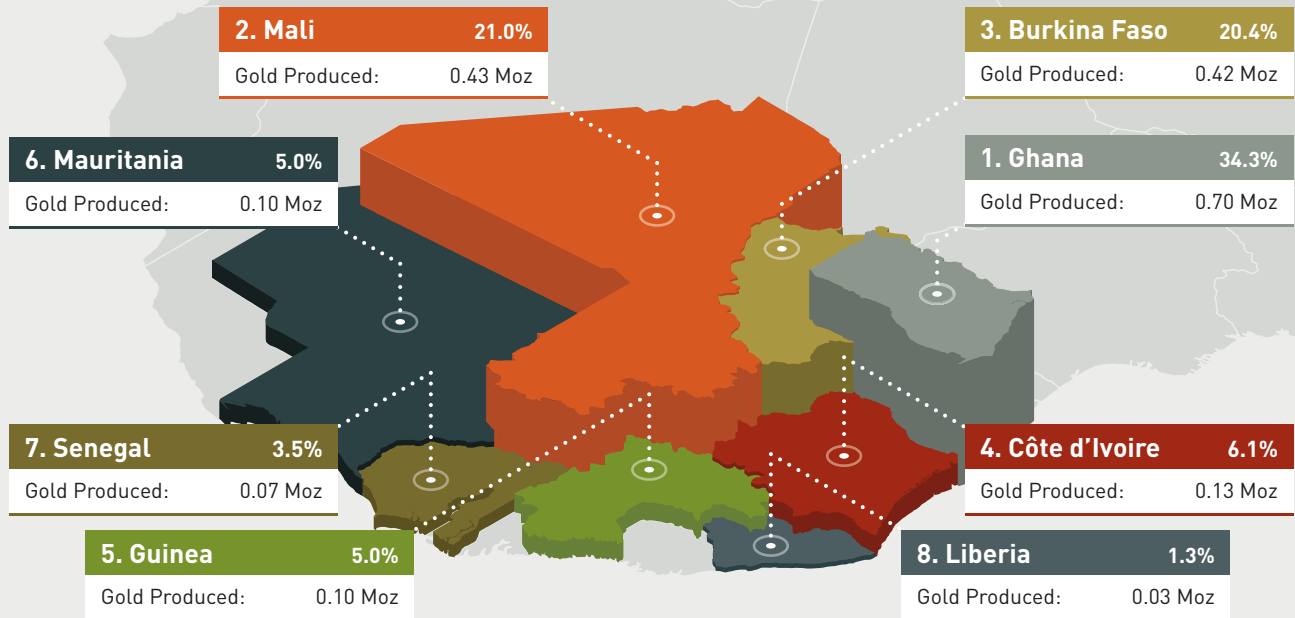 2. Mali 21.0%
Gold Produced: 0.43 Moz
3. Burkina Faso 20.4%
Gold Produced: 0.42 Moz
6. Mauritania 5.0%
Gold Produced: 0.10 Moz
1. Ghana 34.3%
Gold Produced: 0.70 Moz
7. Senegal 3.5%
Gold Produced: 0.07 Moz
4. Côte d’Ivoire 6.1%
Gold Produced: 0.13 Moz
5. Guinea 5.0%
Gold Produced: 0.10 Moz
8. Liberia 1.3%
Gold Produced: 0.03 Moz